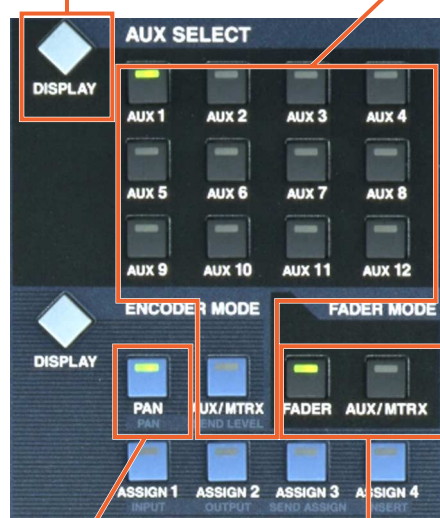 AUX SELECT
DISPLAY
AUX 1 AUX 2 AUX 3 AUX 4
AUX 5 AUX 6 AUX 7 AUX 8
AUX 9 AUX 10 AUX 11 AUX 12
ENCODER MODE FADER MODE
DISPLAY
PAN AUX/MTRX FADER AUX/MTRX
PAN SEND LEVEL
ASSIGN 1 ASSIGN 2 ASSIGN 3 ASSIGN 4
INPUT OUTPUT SEND ASSIGN INSERT